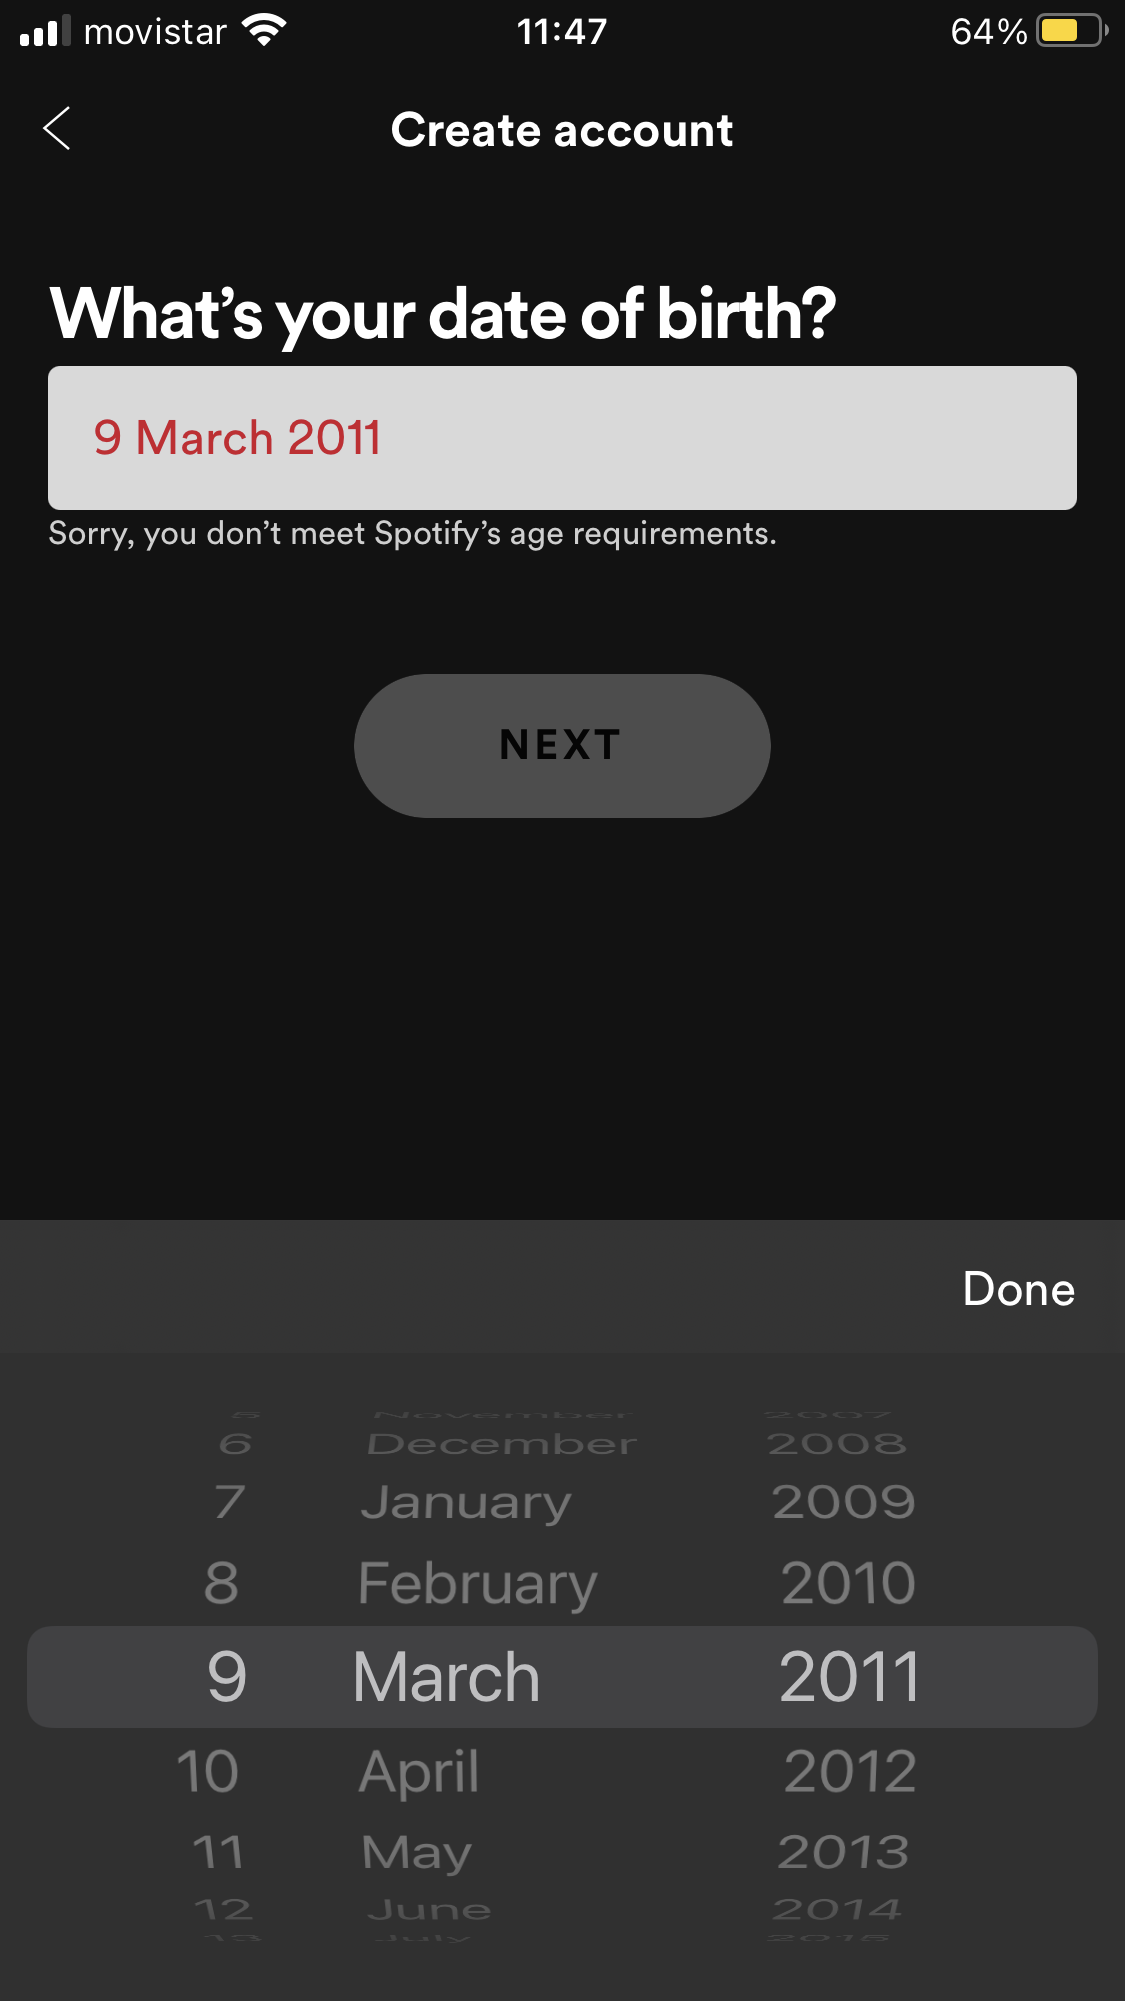 movistar 11:47 64%
Create account
What's your date of birth?
9 March 2011
Sorry, you don't meet Spotify's age requirements.
NEXT
Done
5 November 2007
6 December 2008
7 January 2009
8 February 2010
9 March 2011
10 April 2012
11 May 2013
12 June 2014
13 July 2015